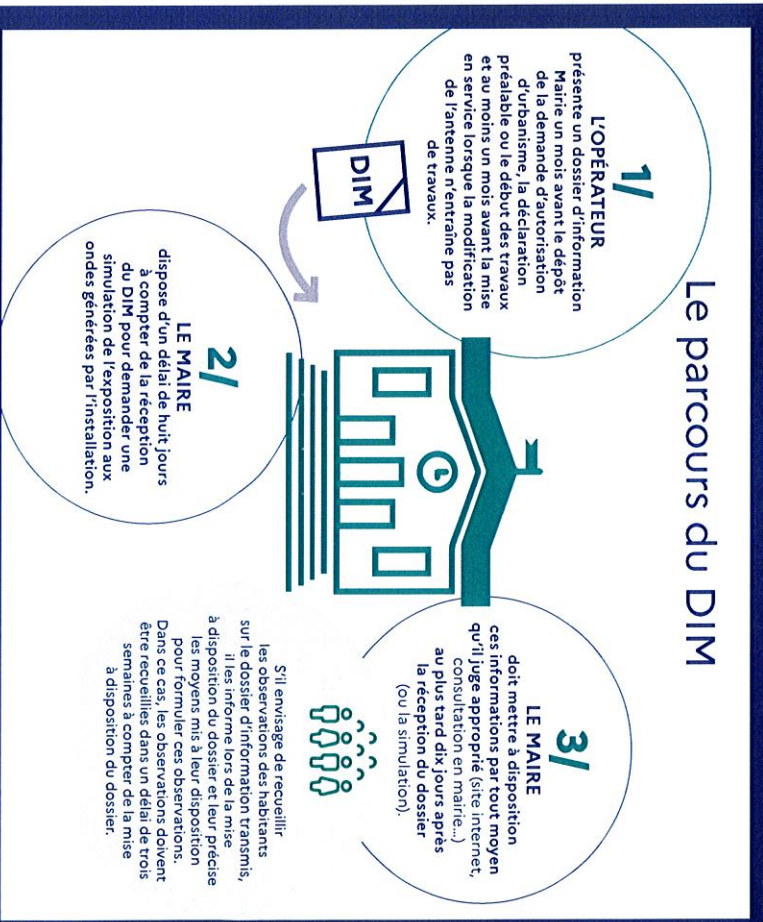 Le parcours du DIM
1/
L'OPÉRATEUR
présente un dossier d'information
Mairie un mois avant le dépôt
de la demande d'autorisation
d'urbanisme, la déclaration
préalable ou le début des travaux
et au moins un mois avant la mise
en service lorsque la modification
de l'antenne n'entraîne pas
de travaux.
DIM
2/
LE MAIRE
dispose d'un délai de huit jours
à compter de la réception
du DIM pour demander une
simulation de l'exposition aux
ondes générées par l'installation.
3/
LE MAIRE
doit mettre à disposition
ces informations par tout moyen
qu'il juge approprié (site internet,
consultation en mairie...)
au plus tard dix jours après
la réception du dossier
(ou la simulation).
S'il envisage de recueillir
les observations des habitants
sur le dossier d'information transmis,
il les informe lors de la mise
à disposition du dossier et leur précise
les moyens mis à leur disposition
pour formuler ces observations.
Dans ce cas, les observations doivent
être recueillies dans un délai de trois
semaines à compter de la mise
à disposition du dossier.